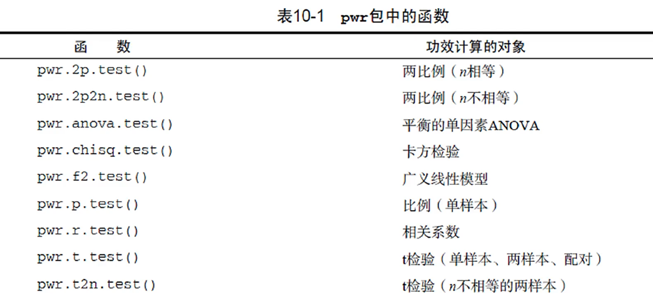 表10-1 pwr包中的函数
函 数 功效计算的对象
pwr.2p.test() 两比例（n相等）
pwr.2p2n.test() 两比例（n不相等）
pwr.anova.test() 平衡的单因素ANOVA
pwr.chisq.test() 卡方检验
pwr.f2.test() 广义线性模型
pwr.p.test() 比例（单样本）
pwr.r.test() 相关系数
pwr.t.test() t检验（单样本、两样本、配对）
pwr.t2n.test() t检验（n不相等的两样本）